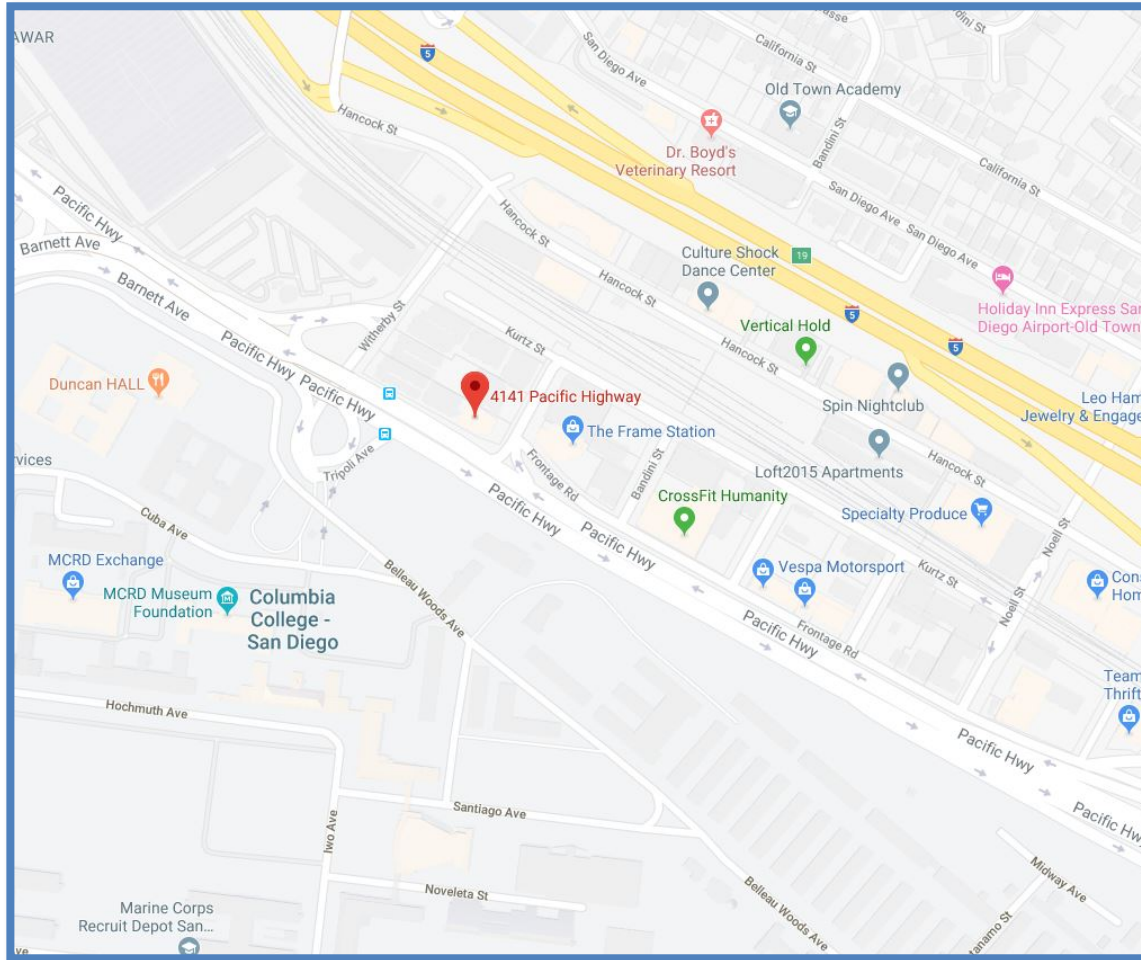 AWAR
5
San Diego Ave
California St
Old Town Academy
Hancock St
Dr. Boyd's
Veterinary Resort
Bandini St
California St
San Diego Ave
San Diego Ave
Pacific Hwy
Barnett Ave
Barnett Ave
Hancock St
Culture Shock
Dance Center
19
Hancock St
Holiday Inn Express San
Diego Airport-Old Town
Witherby St
Kurtz St
Vertical Hold
5
5
Hancock St
Pacific Hwy
Pacific Hwy
Duncan HALL
4141 Pacific Highway
Spin Nightclub
Leo Ham
Jewelry & Engage
The Frame Station
rvices
Tripoli Ave
Frontage Rd
Bandini St
Loft2015 Apartments
Hancock St
Pacific Hwy
CrossFit Humanity
Specialty Produce
Cuba Ave
Pacific Hwy
Noell St
MCRD Exchange
Belleau Woods Ave
Vespa Motorsport
Kurtz St
Cons
Hom
MCRD Museum
Foundation
Columbia
College -
San Diego
Noell St
Pacific Hwy
Frontage Rd
Team
Thrift
Hochmuth Ave
Pacific Hwy
Santiago Ave
Iwo Ave
Pacific Hwy
Noveleta St
Belleau Woods Ave
Midway Ave
Marine Corps
Recruit Depot San...
tanamo St
ve